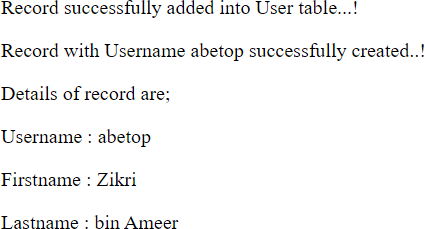 Record successfully added into User table...!
Record with Username abetop successfully created..!
Details of record are;
Username : abetop
Firstname : Zikri
Lastname : bin Ameer